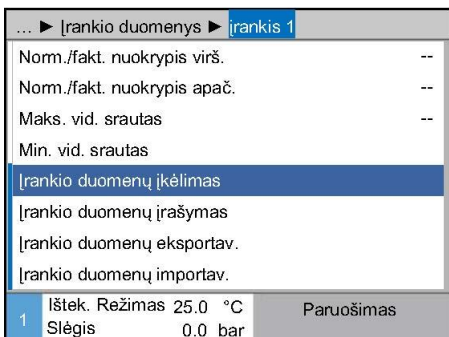 ... ► Įrankio duomenys ► įrankis 1
Norm./fakt. nuokrypis virš. --
Norm./fakt. nuokrypis apač. --
Maks. vid. srautas --
Min. vid. srautas
Įrankio duomenų įkėlimas
Įrankio duomenų įrašymas
Įrankio duomenų eksportav.
Įrankio duomenų importav.
1 Ištek. Režimas 25.0 °C Paruošimas
Slėgis 0.0 bar